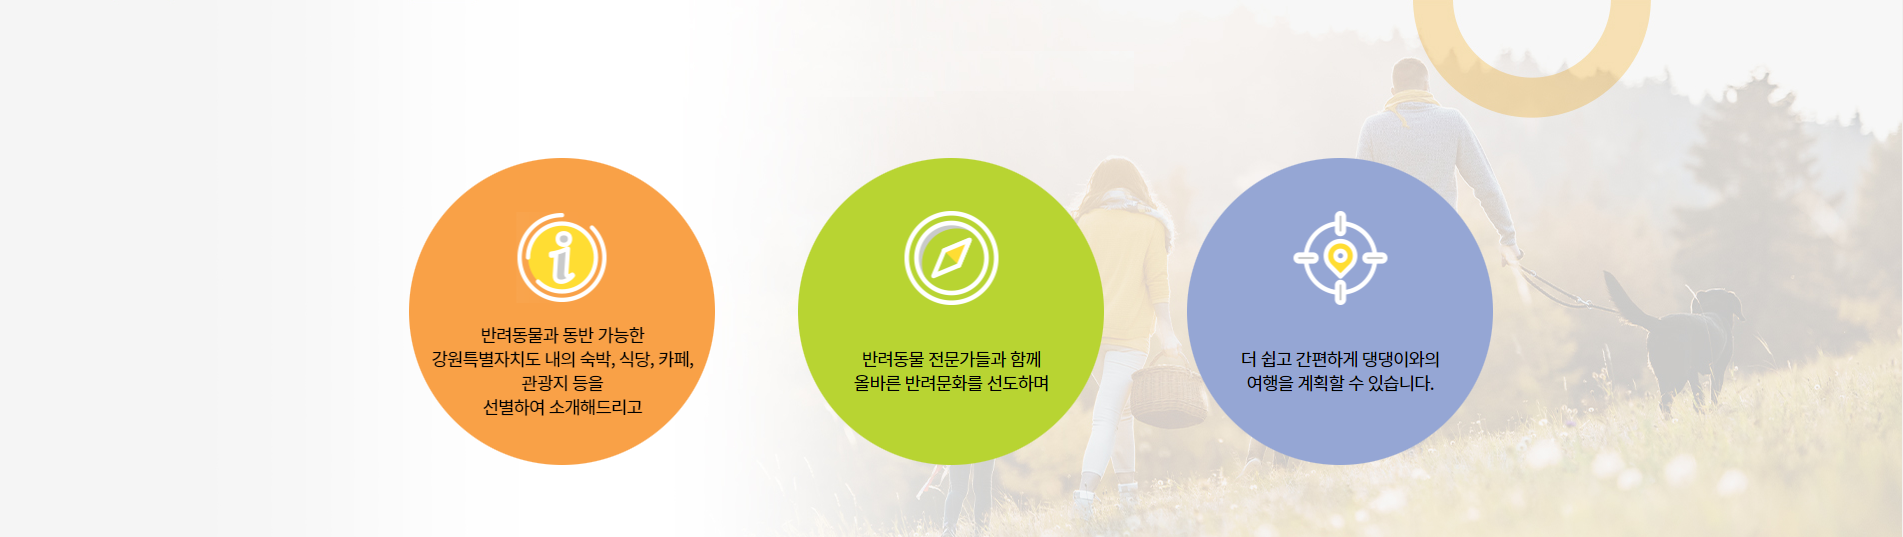 반려동물과 동반 가능한
강원특별자치도 내의 숙박, 식당, 카페,
관광지 등을
선별하여 소개해드리고
반려동물 전문가들과 함께
올바른 반려문화를 선도하며
더 쉽고 간편하게 댕댕이와의
여행을 계획할 수 있습니다.